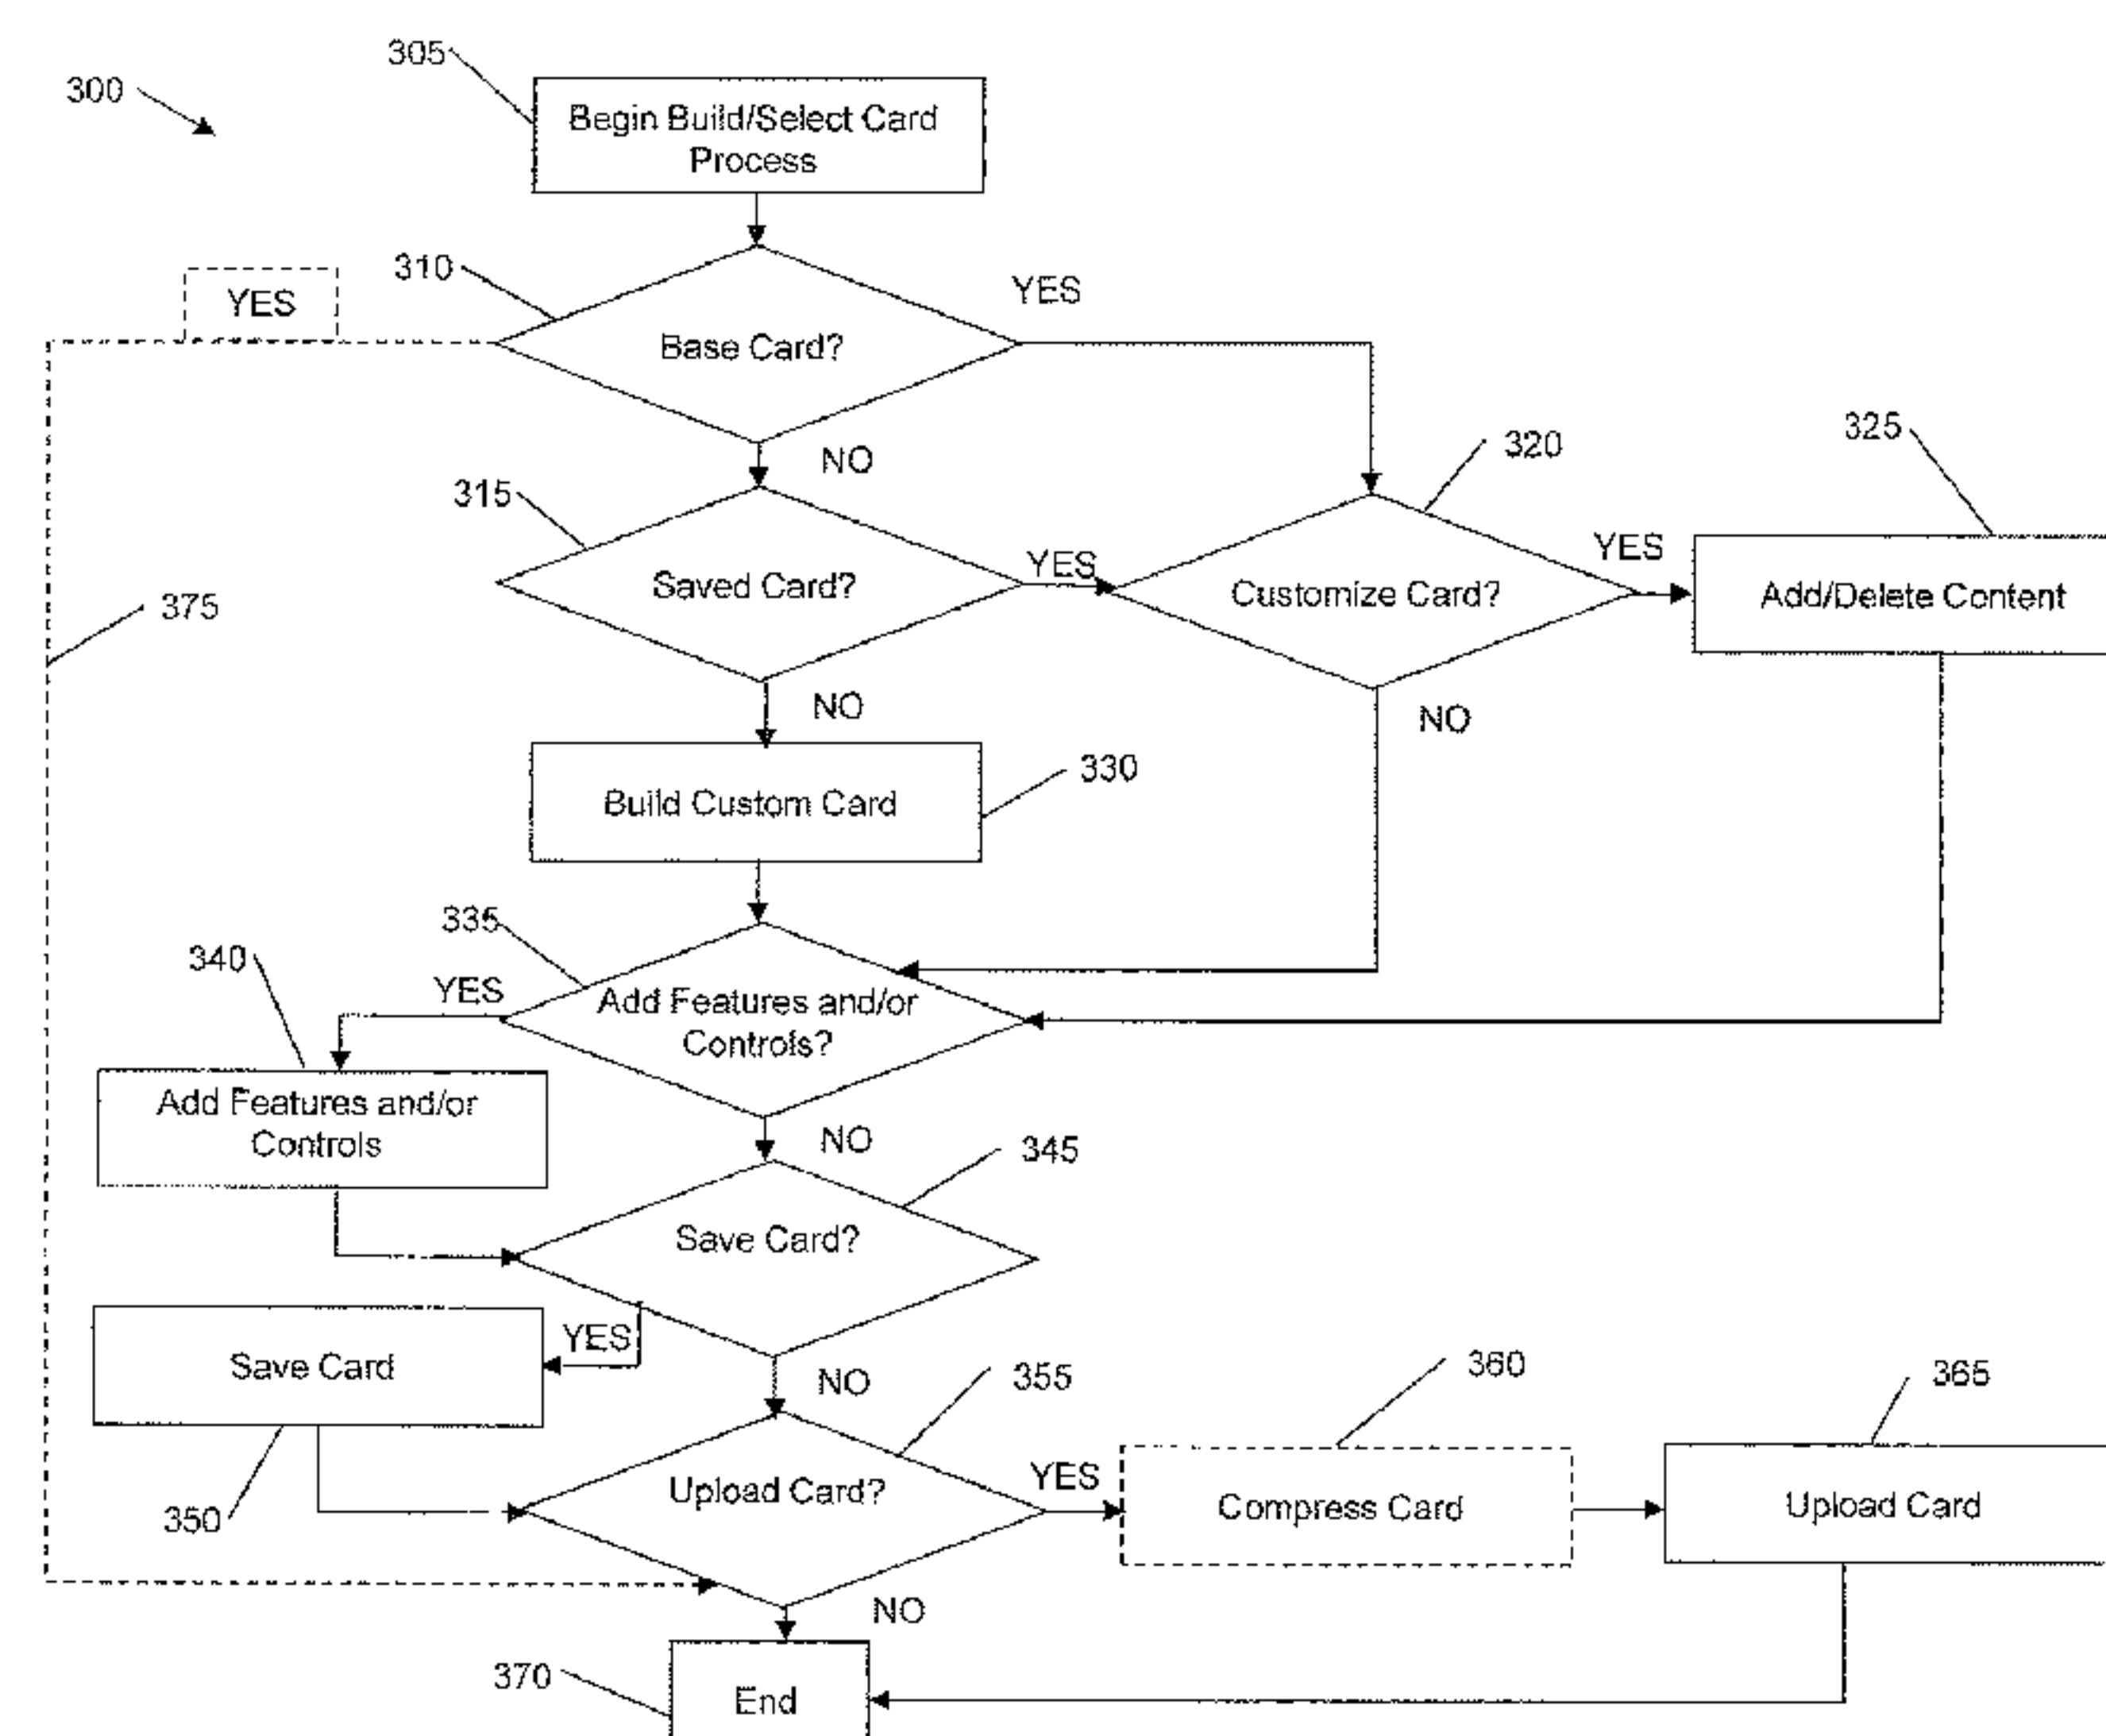 305
300
Begin Build/Select Card
Process
310
YES
YES
Base Card?
NO
320
325
315
YES
YES
Saved Card?
Customize Card?
Add/Delete Content
375
NO
NO
330
Build Custom Card
335
340
YES
Add Features and/or
Controls?
Add Features and/or
Controls
NO
345
Save Card?
YES
Save Card
NO
355
360
365
350
Upload Card?
YES
Compress Card
Upload Card
NO
370
End